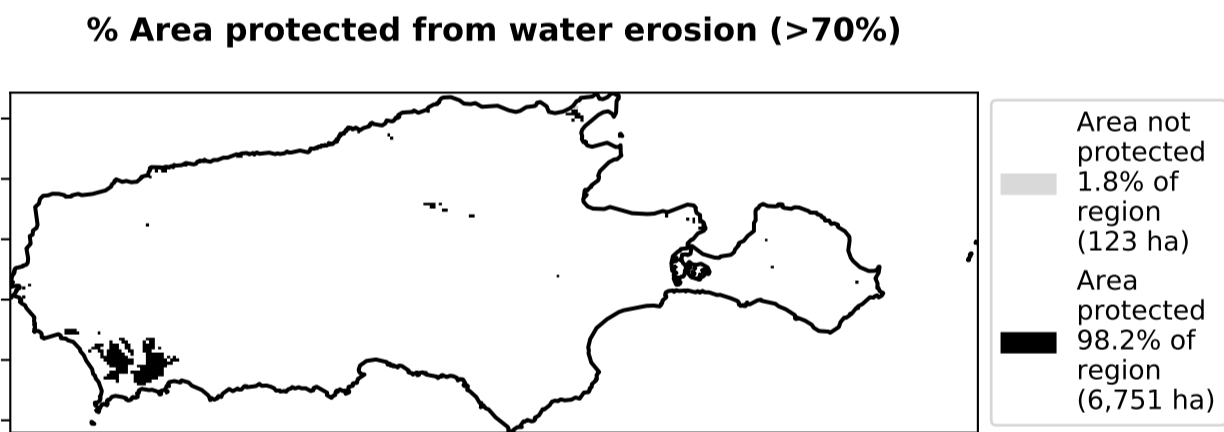 % Area protected from water erosion (>70%)
Area not
protected
1.8% of
region
(123 ha)
Area
protected
98.2% of
region
(6,751 ha)